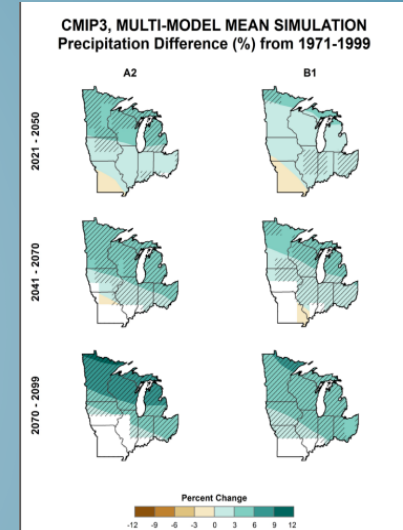 CMIP3, MULTI-MODEL MEAN SIMULATION
Precipitation Difference (%) from 1971-1999
A2 B1
2021 - 2050
2041 - 2070
2070 - 2099
Percent Change
-12 -9 -6 -3 0 3 6 9 12